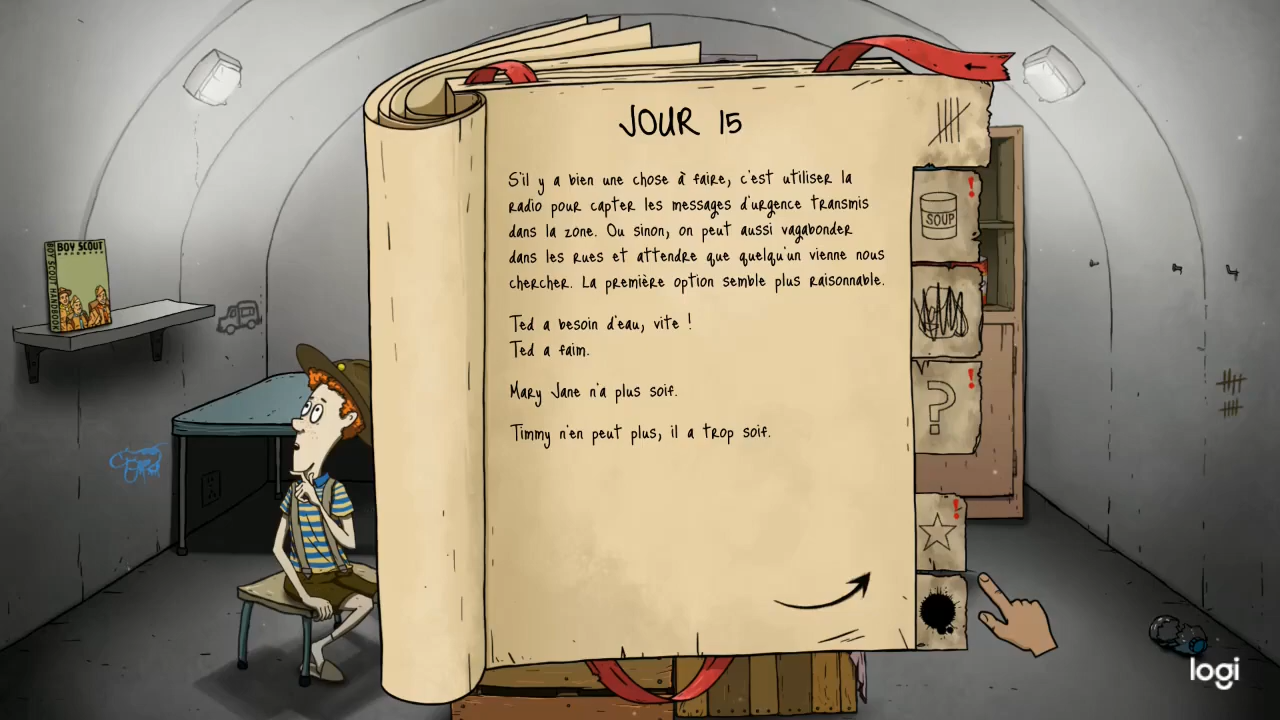 JOUR 15
S'il y a bien une chose à faire, c'est utiliser la
radio pour capter les messages d'urgence transmis
dans la zone. Ou sinon, on peut aussi vagabonder
dans les rues et attendre que quelqu'un vienne nous
chercher. La première option semble plus raisonnable.
Ted a besoin d'eau, vite !
Ted a faim.
Mary Jane n'a plus soif.
Timmy n'en peut plus, il a trop soif.
SOUP
!
!
?
!
BOY SCOUT
BOY SCOUT HANDBOOK
logi